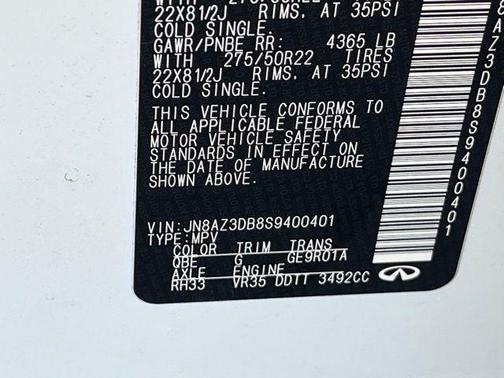 22X81/2J RIMS, AT 35PSI
COLD SINGLE.
GAWR/PNBE RR: 4365 LB
WITH 275/50R22 TIRES
22X81/2J RIMS, AT 35PSI
COLD SINGLE.
THIS VEHICLE CONFORMS TO
ALL APPLICABLE FEDERAL
MOTOR VEHICLE SAFETY
STANDARDS IN EFFECT ON
THE DATE OF MANUFACTURE
SHOWN ABOVE.
VIN:JN8AZ3DB8S9400401
TYPE:MPV
COLOR TRIM TRANS
QBE G GE9R01A
AXLE ENGINE
RH33 VR35 DDTT 3492CC
AZ3DB8S9400401
INFINITI